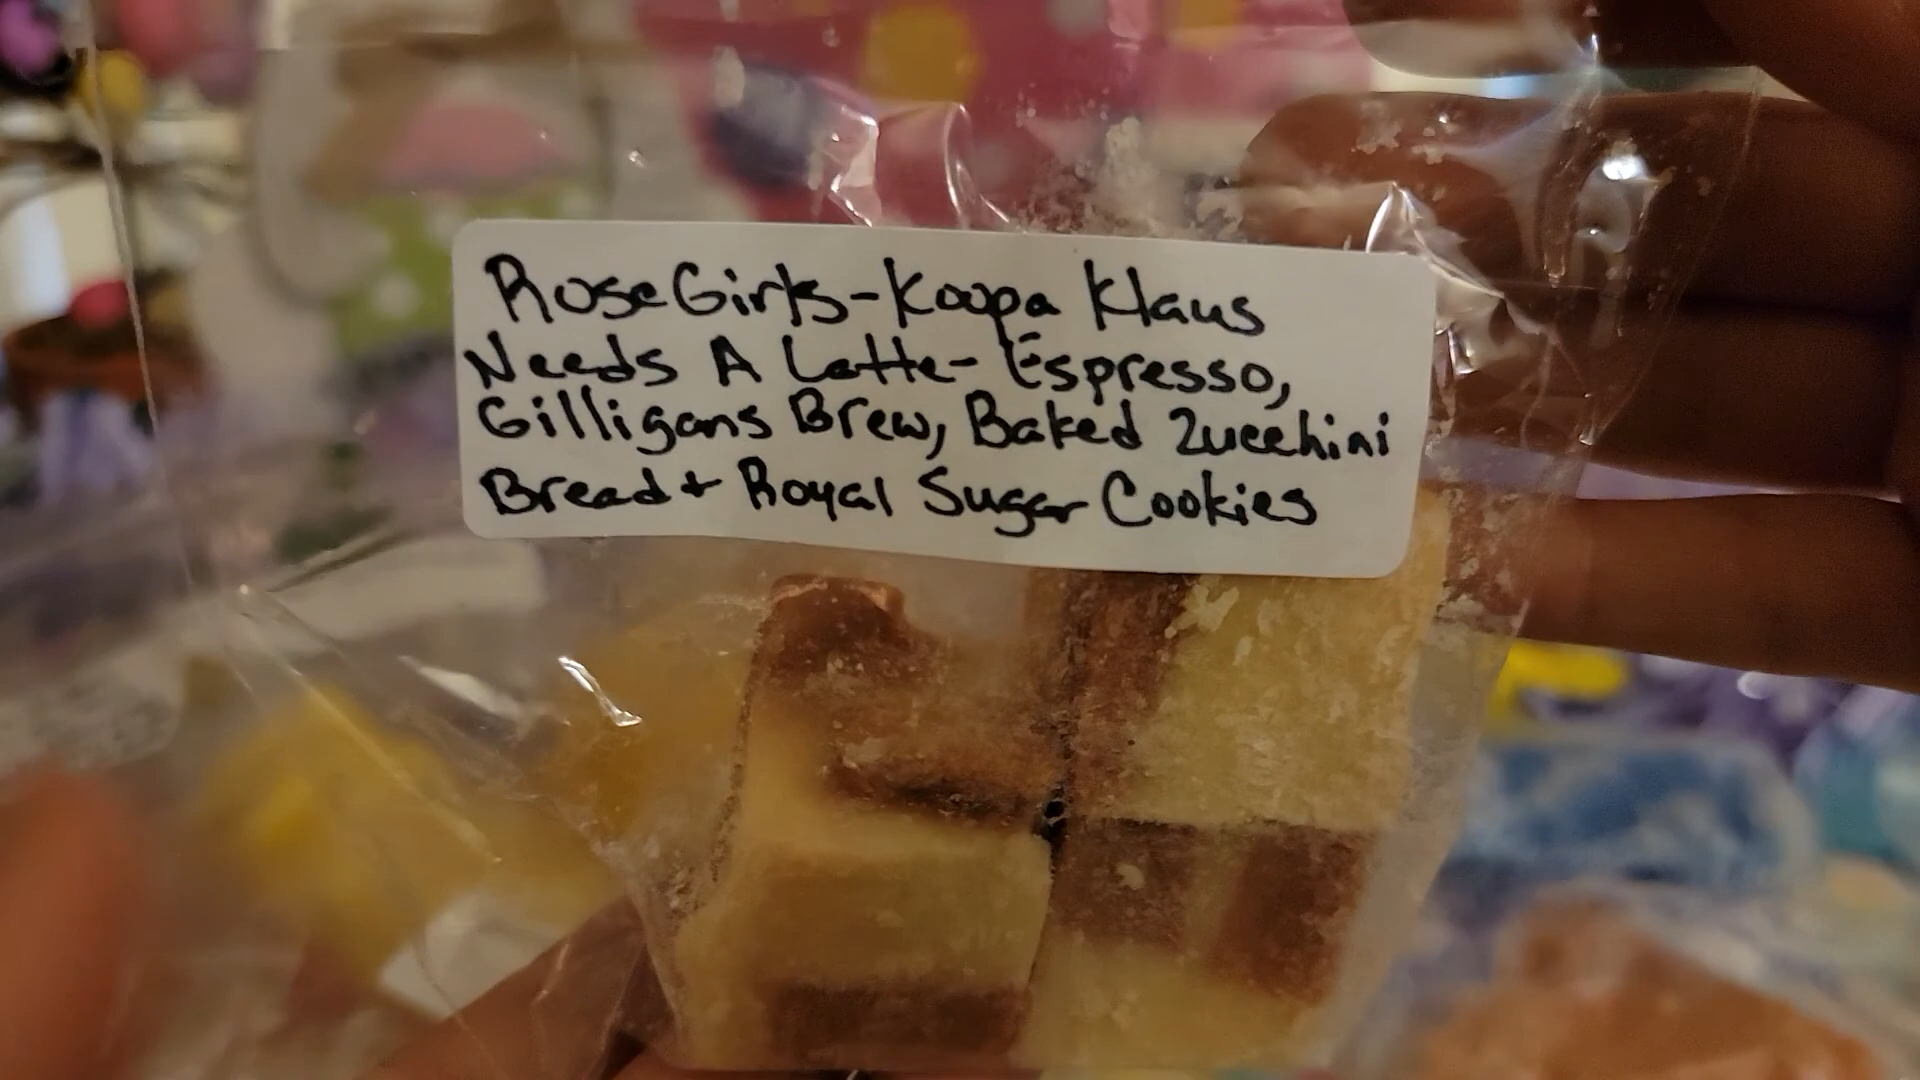 RoseGirls-Koopa Klaus
Needs A Latte- Espresso,
Gilligans Brew, Baked Zucchini
Bread + Royal Sugar Cookies